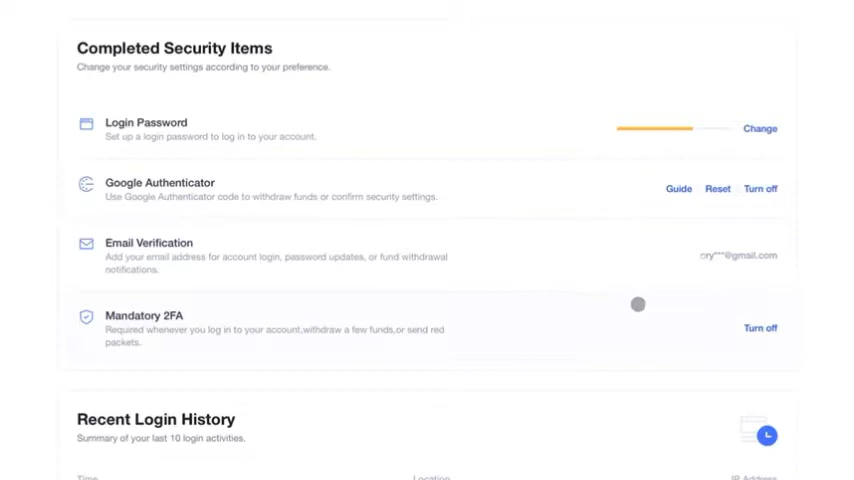 Completed Security Items
Change your security settings according to your preference.
Login Password
Set up a login password to log in to your account.
Change
Google Authenticator
Use Google Authenticator code to withdraw funds or confirm security settings.
Guide Reset Turn off
Email Verification
Add your email address for account login, password updates, or fund withdrawal
notifications.
ory***@gmail.com
Mandatory 2FA
Required whenever you log in to your account,withdraw a few funds,or send red
packets.
Turn off
Recent Login History
Summary of your last 10 login activities.
Time Location IP Address